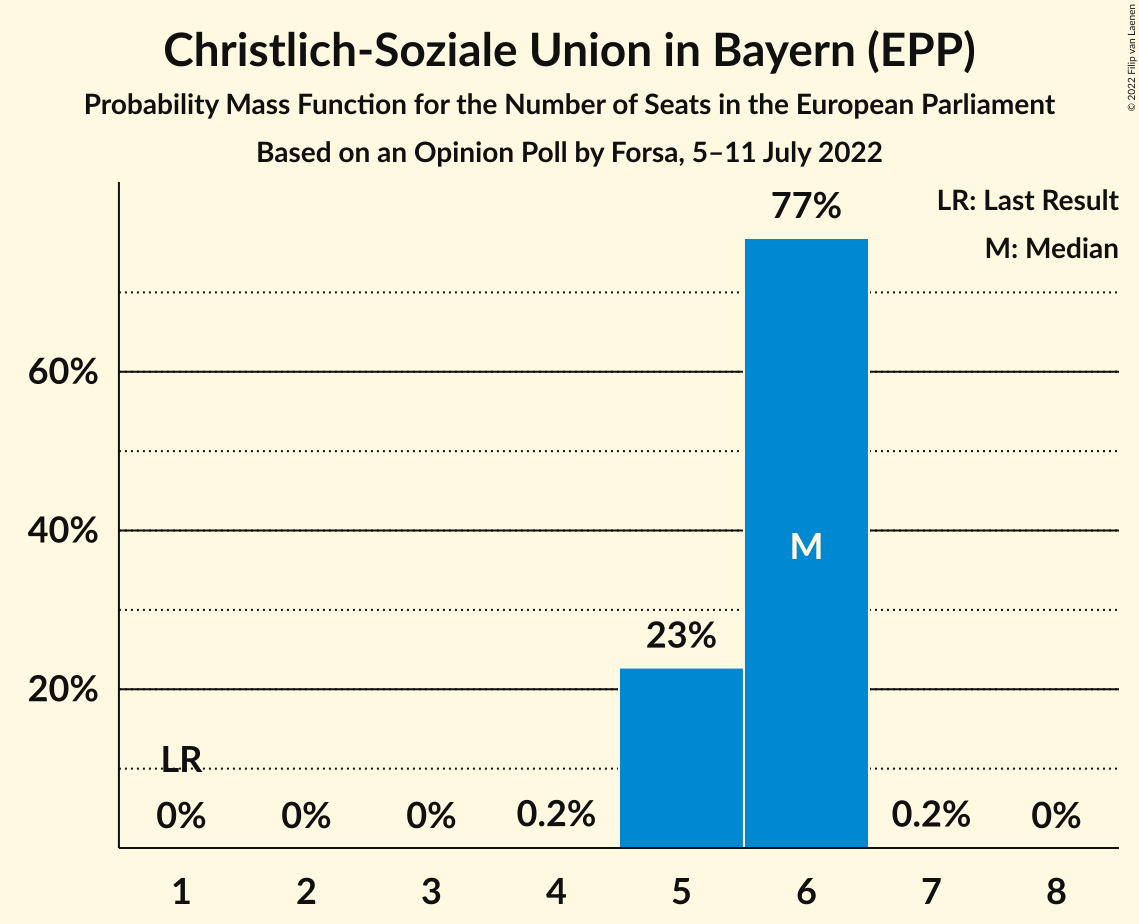 Christlich-Soziale Union in Bayern (EPP)
Probability Mass Function for the Number of Seats in the European Parliament
Based on an Opinion Poll by Forsa, 5–11 July 2022
© 2022 Filip van Laenen
LR: Last Result
M: Median
77%
60%
40%
M
23%
20%
LR
0%
0%
0%
0.2%
0.2%
0%
1
2
3
4
5
6
7
8